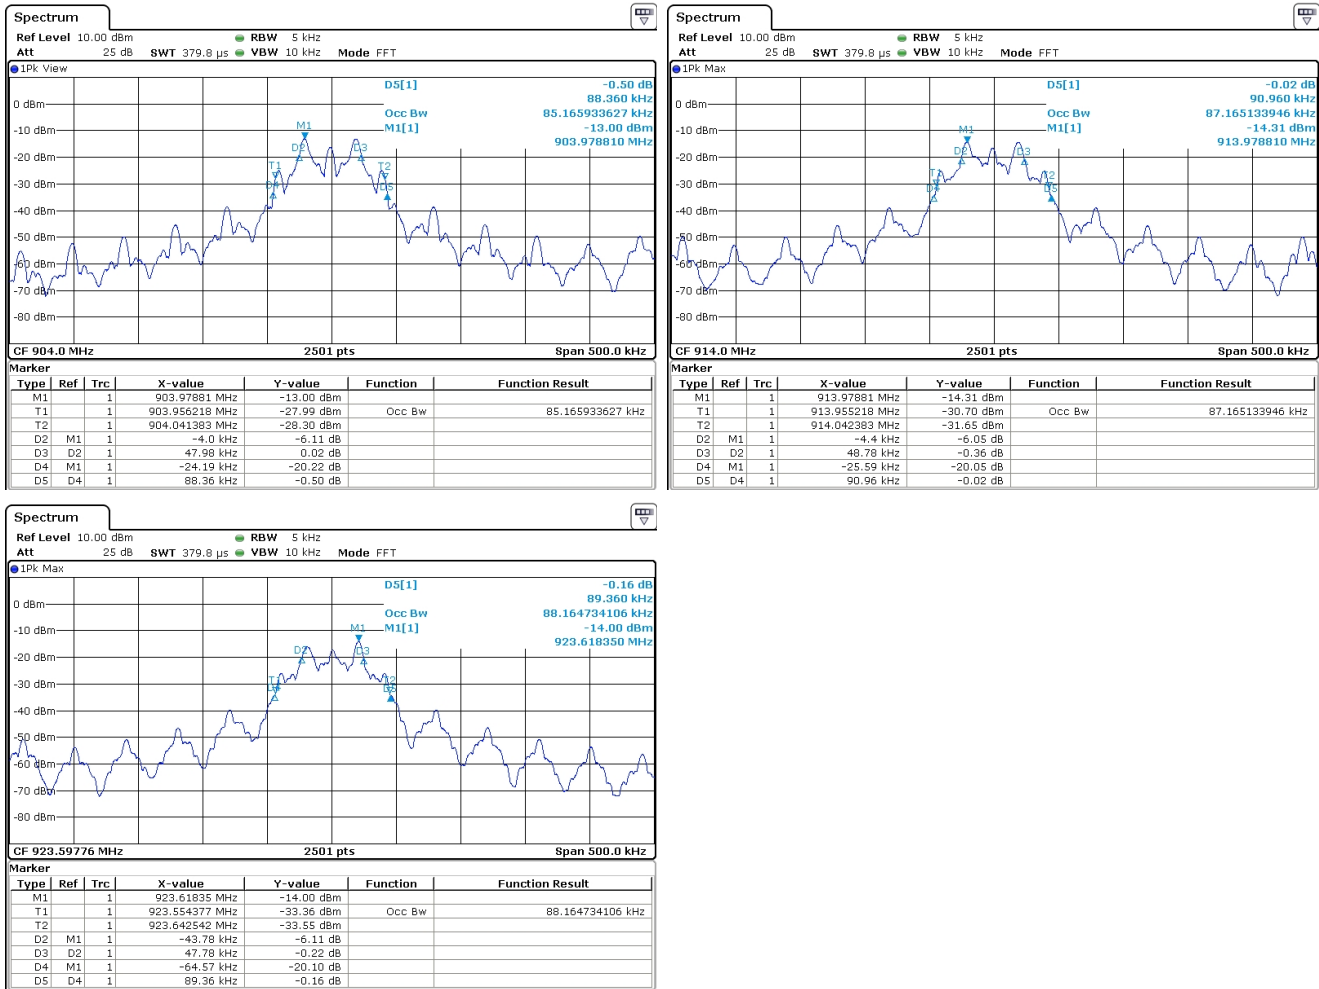 Spectrum
Ref Level 10.00 dBm RBW 5 kHz
Att 25 dB SWT 379.8 µs VBW 10 kHz Mode FFT
1Pk View
D5[1] -0.50 dB
88.360 kHz
0 dBm
Occ Bw 85.165933627 kHz
-10 dBm
M1
M1[1] -13.00 dBm
903.978810 MHz
D2 D3
-20 dBm
T1 T2
-30 dBm
D4 D5
-40 dBm
-50 dBm
-60 dBm
-70 dBm
-80 dBm
CF 904.0 MHz 2501 pts Span 500.0 kHz
Marker
Type Ref Trc X-value Y-value Function Function Result
M1 1 903.97881 MHz -13.00 dBm
T1 1 903.956218 MHz -27.99 dBm Occ Bw 85.165933627 kHz
T2 1 904.041383 MHz -28.30 dBm
D2 M1 1 -4.0 kHz -6.11 dB
D3 D2 1 47.98 kHz 0.02 dB
D4 M1 1 -24.19 kHz -20.22 dB
D5 D4 1 88.36 kHz -0.50 dB
Spectrum
Ref Level 10.00 dBm RBW 5 kHz
Att 25 dB SWT 379.8 µs VBW 10 kHz Mode FFT
1Pk Max
D5[1] -0.02 dB
90.960 kHz
0 dBm
Occ Bw 87.165133946 kHz
-10 dBm
M1
M1[1] -14.31 dBm
913.978810 MHz
D2 D3
-20 dBm
T1 T2
-30 dBm
D4 D5
-40 dBm
-50 dBm
-60 dBm
-70 dBm
-80 dBm
CF 914.0 MHz 2501 pts Span 500.0 kHz
Marker
Type Ref Trc X-value Y-value Function Function Result
M1 1 913.97881 MHz -14.31 dBm
T1 1 913.955218 MHz -30.70 dBm Occ Bw 87.165133946 kHz
T2 1 914.042383 MHz -31.65 dBm
D2 M1 1 -4.4 kHz -6.05 dB
D3 D2 1 48.78 kHz -0.36 dB
D4 M1 1 -25.59 kHz -20.05 dB
D5 D4 1 90.96 kHz -0.02 dB
Spectrum
Ref Level 10.00 dBm RBW 5 kHz
Att 25 dB SWT 379.8 µs VBW 10 kHz Mode FFT
1Pk Max
D5[1] -0.16 dB
89.360 kHz
0 dBm
Occ Bw 88.164734106 kHz
-10 dBm
M1
M1[1] -14.00 dBm
923.618350 MHz
D2 D3
-20 dBm
T1 T2
-30 dBm
D4 D5
-40 dBm
-50 dBm
-60 dBm
-70 dBm
-80 dBm
CF 923.59776 MHz 2501 pts Span 500.0 kHz
Marker
Type Ref Trc X-value Y-value Function Function Result
M1 1 923.61835 MHz -14.00 dBm
T1 1 923.554377 MHz -33.36 dBm Occ Bw 88.164734106 kHz
T2 1 923.642542 MHz -33.55 dBm
D2 M1 1 -43.78 kHz -6.11 dB
D3 D2 1 47.78 kHz -0.22 dB
D4 M1 1 -64.57 kHz -20.10 dB
D5 D4 1 89.36 kHz -0.16 dB